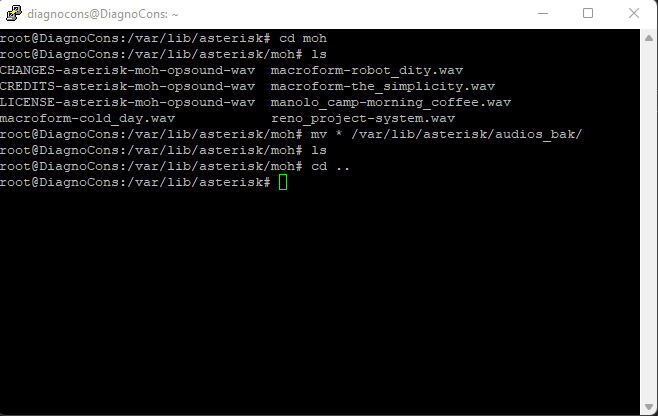 diagnocons@DiagnoCons: ~
root@DiagnoCons:/var/lib/asterisk# cd moh
root@DiagnoCons:/var/lib/asterisk/moh# ls
CHANGES-asterisk-moh-opsound-wav  macroform-robot_dity.wav
CREDITS-asterisk-moh-opsound-wav  macroform-the_simplicity.wav
LICENSE-asterisk-moh-opsound-wav  manolo_camp-morning_coffee.wav
macroform-cold_day.wav            reno_project-system.wav
root@DiagnoCons:/var/lib/asterisk/moh# mv * /var/lib/asterisk/audios_bak/
root@DiagnoCons:/var/lib/asterisk/moh# ls
root@DiagnoCons:/var/lib/asterisk/moh# cd ..
root@DiagnoCons:/var/lib/asterisk#